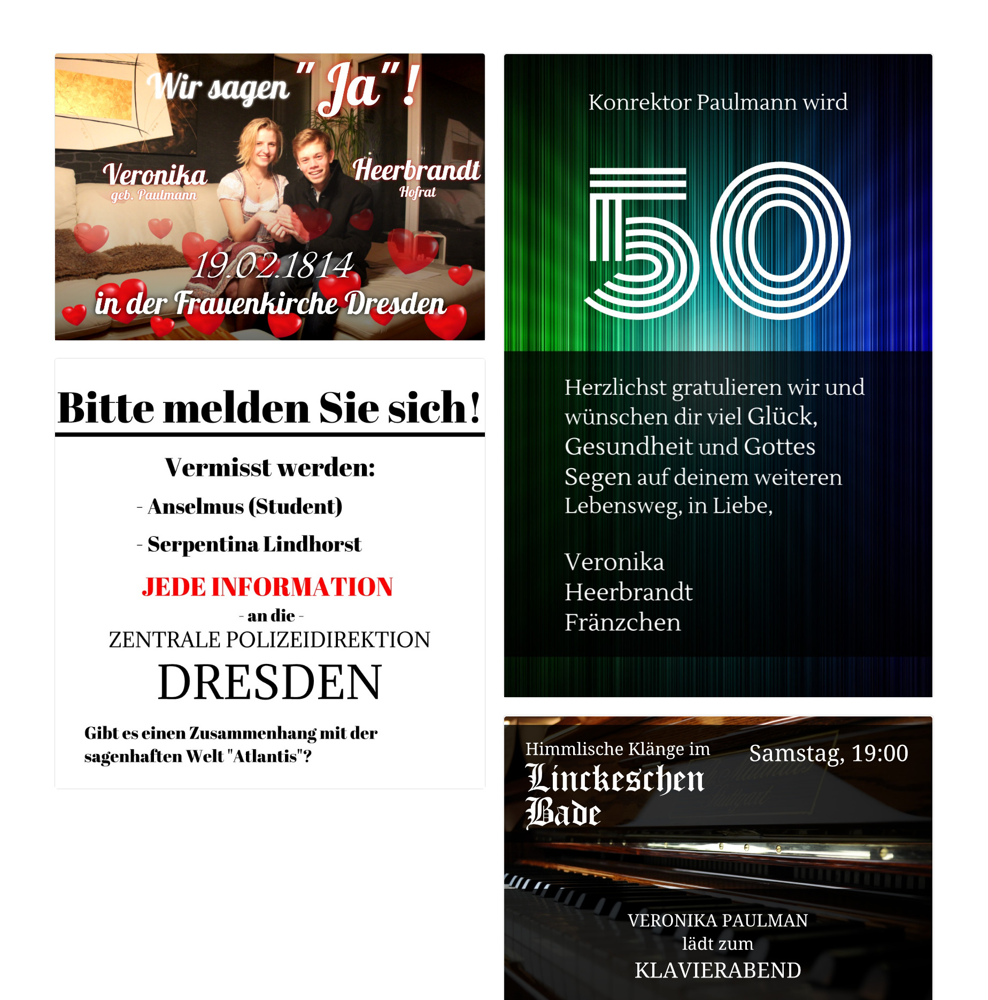 Wir sagen "Ja"!
Veronika
geb. Paulmann
Heerbrandt
Hofrat
19.02.1814
in der Frauenkirche Dresden
Bitte melden Sie sich!
Vermisst werden:
- Anselmus (Student)
- Serpentina Lindhorst
JEDE INFORMATION
- an die -
ZENTRALE POLIZEIDIREKTION
DRESDEN
Gibt es einen Zusammenhang mit der
sagenhaften Welt "Atlantis"?
Konrektor Paulmann wird
50
Herzlichst gratulieren wir und
wünschen dir viel Glück,
Gesundheit und Gottes
Segen auf deinem weiteren
Lebensweg, in Liebe,
Veronika
Heerbrandt
Fränzchen
Himmlische Klänge im
Linckeschen
Bade
Samstag, 19:00
VERONIKA PAULMAN
lädt zum
KLAVIERABEND